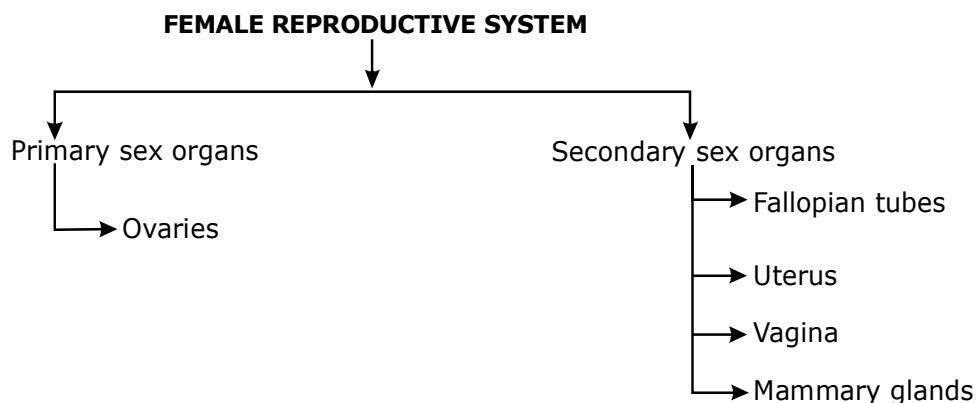 FEMALE REPRODUCTIVE SYSTEM
Primary sex organs
Ovaries
Secondary sex organs
Fallopian tubes
Uterus
Vagina
Mammary glands